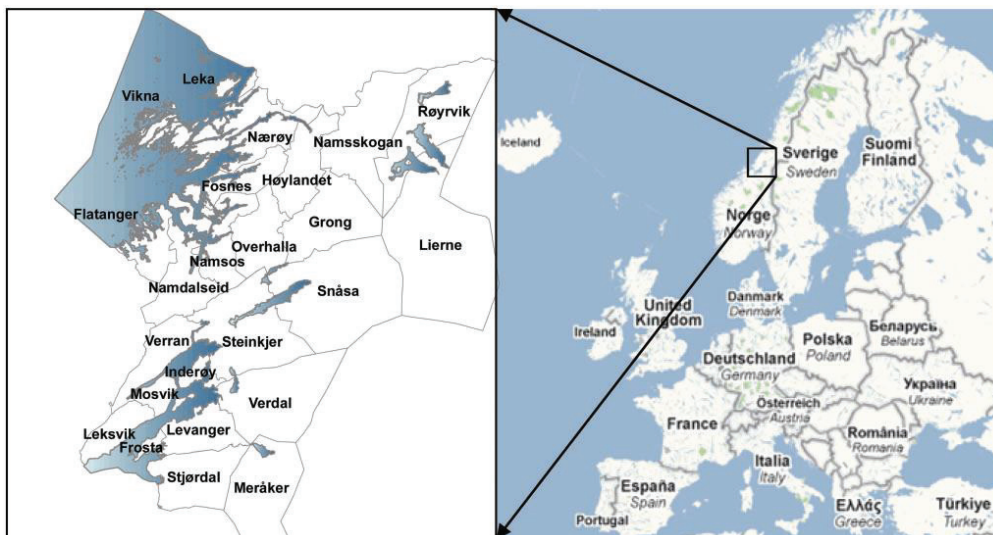 Leka
Vikna
Røyrvik
Nærøy
Namsskogan
Fosnes
Høylandet
Flatanger
Grong
Overhalla
Lierne
Namsos
Namdalseid
Snåsa
Verran
Steinkjer
Inderøy
Mosvik
Verdal
Leksvik
Levanger
Frosta
Stjørdal
Meråker
Iceland
Sverige
Sweden
Suomi
Finland
Norge
Norway
United
Kingdom
Ireland
Danmark
Denmark
Polska
Poland
Беларусь
Belarus
Deutschland
Germany
Україна
Ukraine
Österreich
Austria
France
România
Romania
Italia
Italy
España
Spain
Portugal
Ελλάς
Greece
Türkiye
Turkey